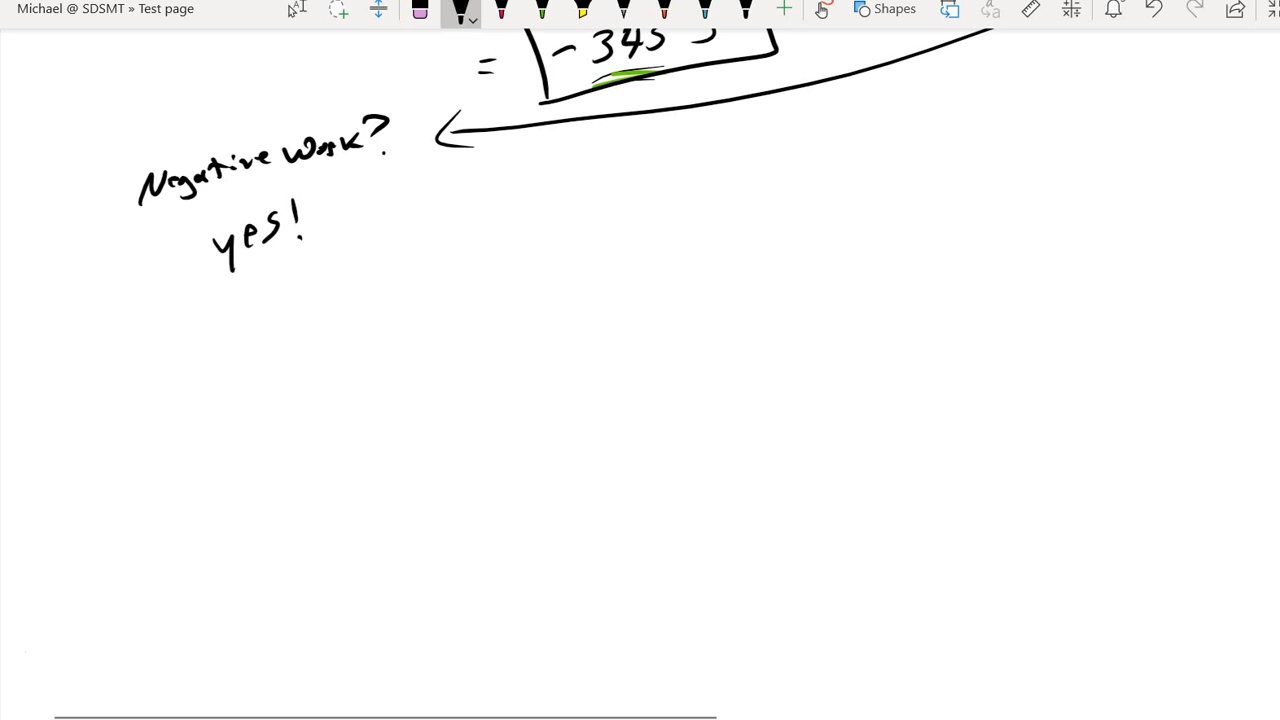 Michael @ SDSMT » Test page
Shapes
= -345 J
Negative Work?
yes!